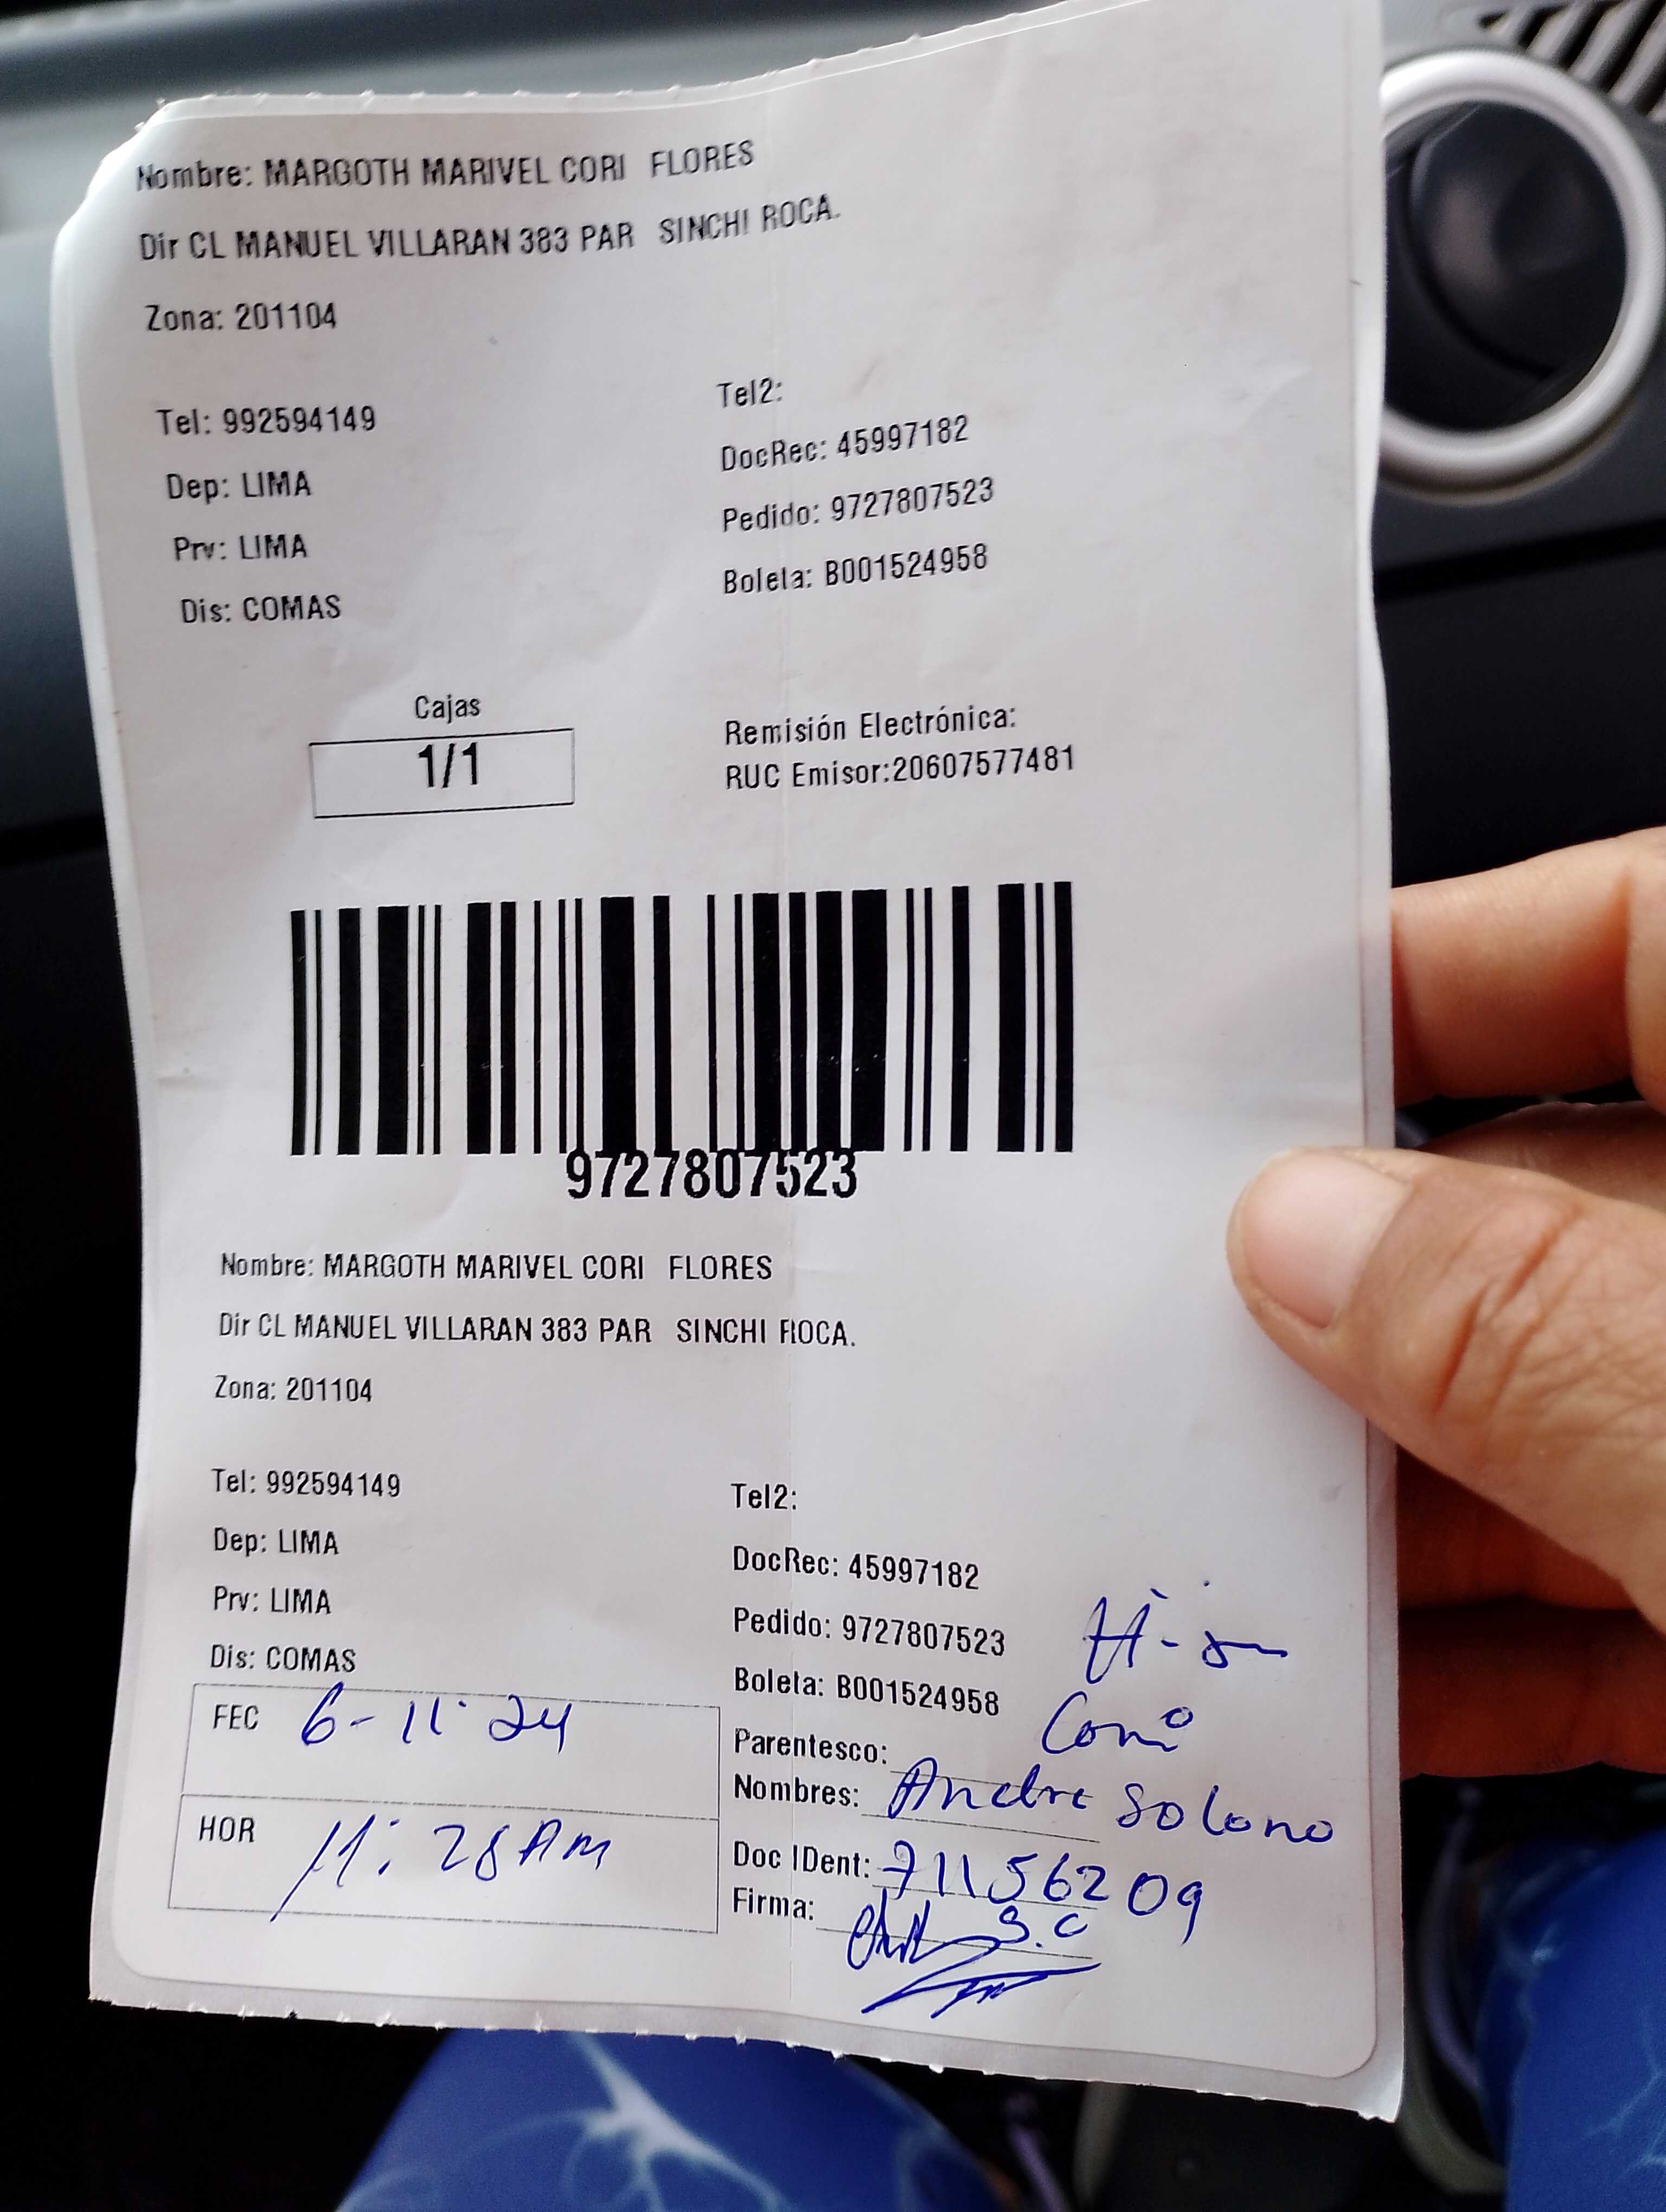 Nombre: MARGOTH MARIVEL CORI FLORES
Dir CL MANUEL VILLARAN 383 PAR SINCHI ROCA.
Zona: 201104
Tel: 992594149
Dep: LIMA
Prv: LIMA
Dis: COMAS
Tel2:
DocRec: 45997182
Pedido: 9727807523
Boleta: B001524958
Cajas
1/1
Remisión Electrónica:
RUC Emisor:20607577481
9727807523
Nombre: MARGOTH MARIVEL CORI FLORES
Dir CL MANUEL VILLARAN 383 PAR SINCHI ROCA.
Zona: 201104
Tel: 992594149
Dep: LIMA
Prv: LIMA
Dis: COMAS
FEC 6-11-24
HOR 11:28 AM
Tel2:
DocRec: 45997182
Pedido: 9727807523
Boleta: B001524958
Parentesco:
Nombres: Andre Solono
Doc IDent: 71156209
Firma: S.C